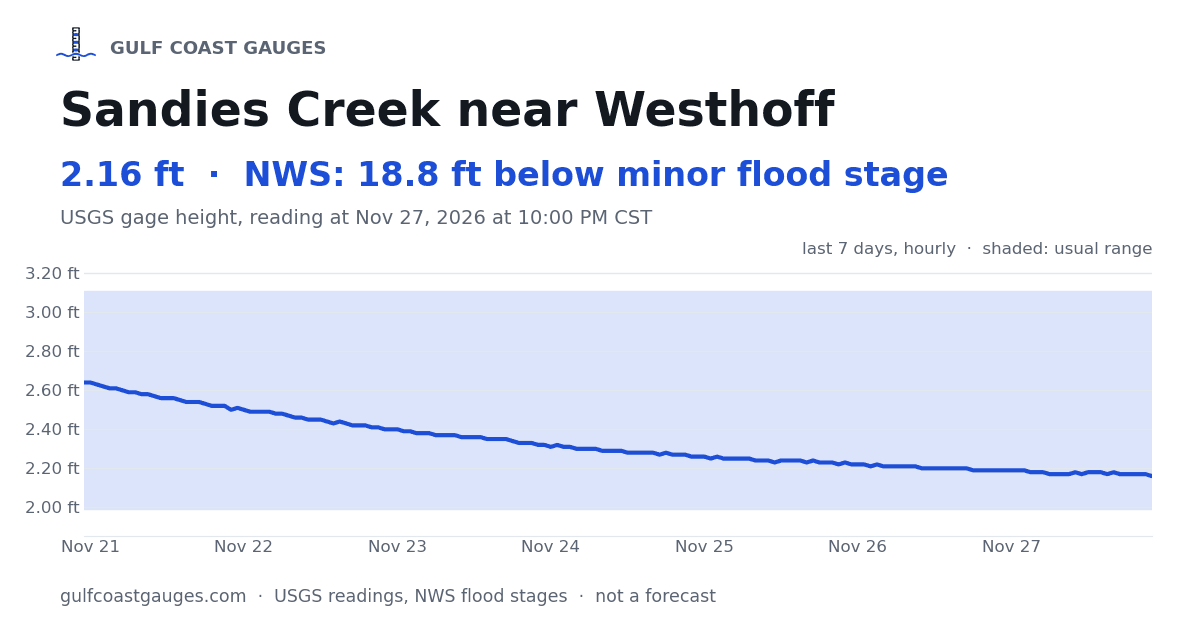 GULF COAST GAUGES
Sandies Creek near Westhoff
2.16 ft · NWS: 18.8 ft below minor flood stage
USGS gage height, reading at Nov 27, 2026 at 10:00 PM CST
last 7 days, hourly · shaded: usual range
3.20 ft
3.00 ft
2.80 ft
2.60 ft
2.40 ft
2.20 ft
2.00 ft
Nov 21 Nov 22 Nov 23 Nov 24 Nov 25 Nov 26 Nov 27
gulfcoastgauges.com · USGS readings, NWS flood stages · not a forecast